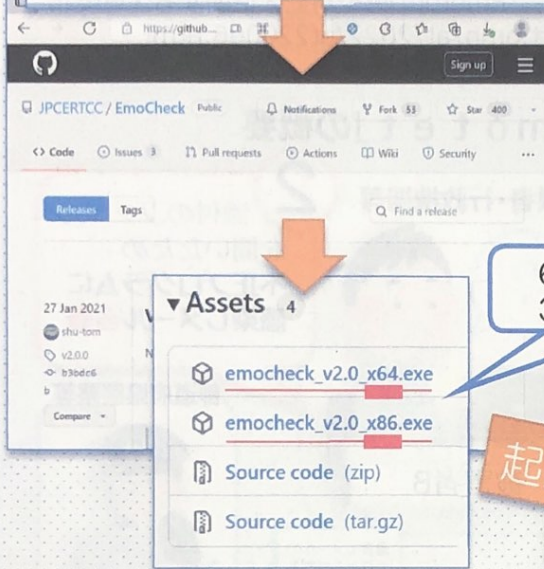 https://github...
Sign up
JPCERTCC / EmoCheck Public
Notifications
Fork 53
Star 400
Code
Issues 3
Pull requests
Actions
Wiki
Security
Releases
Tags
Find a release
27 Jan 2021
shu-tom
v2.0.0
b3bdc6
b
Compare
▼ Assets 4
emocheck_v2.0_x64.exe
emocheck_v2.0_x86.exe
Source code (zip)
Source code (tar.gz)
起